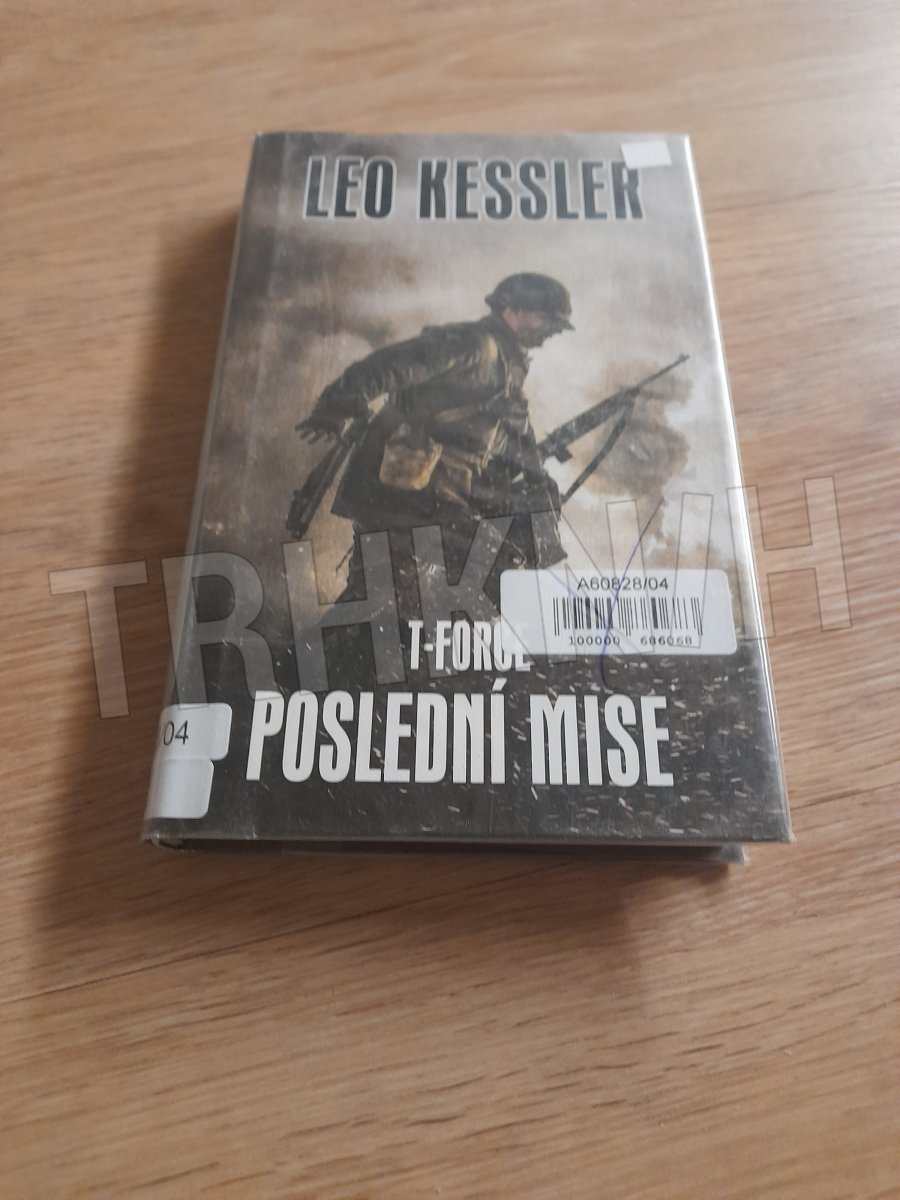 LEO KESSLER
A60828/04
100000 686068
T-FORCE
POSLEDNÍ MISE
/04
TRHKNIH